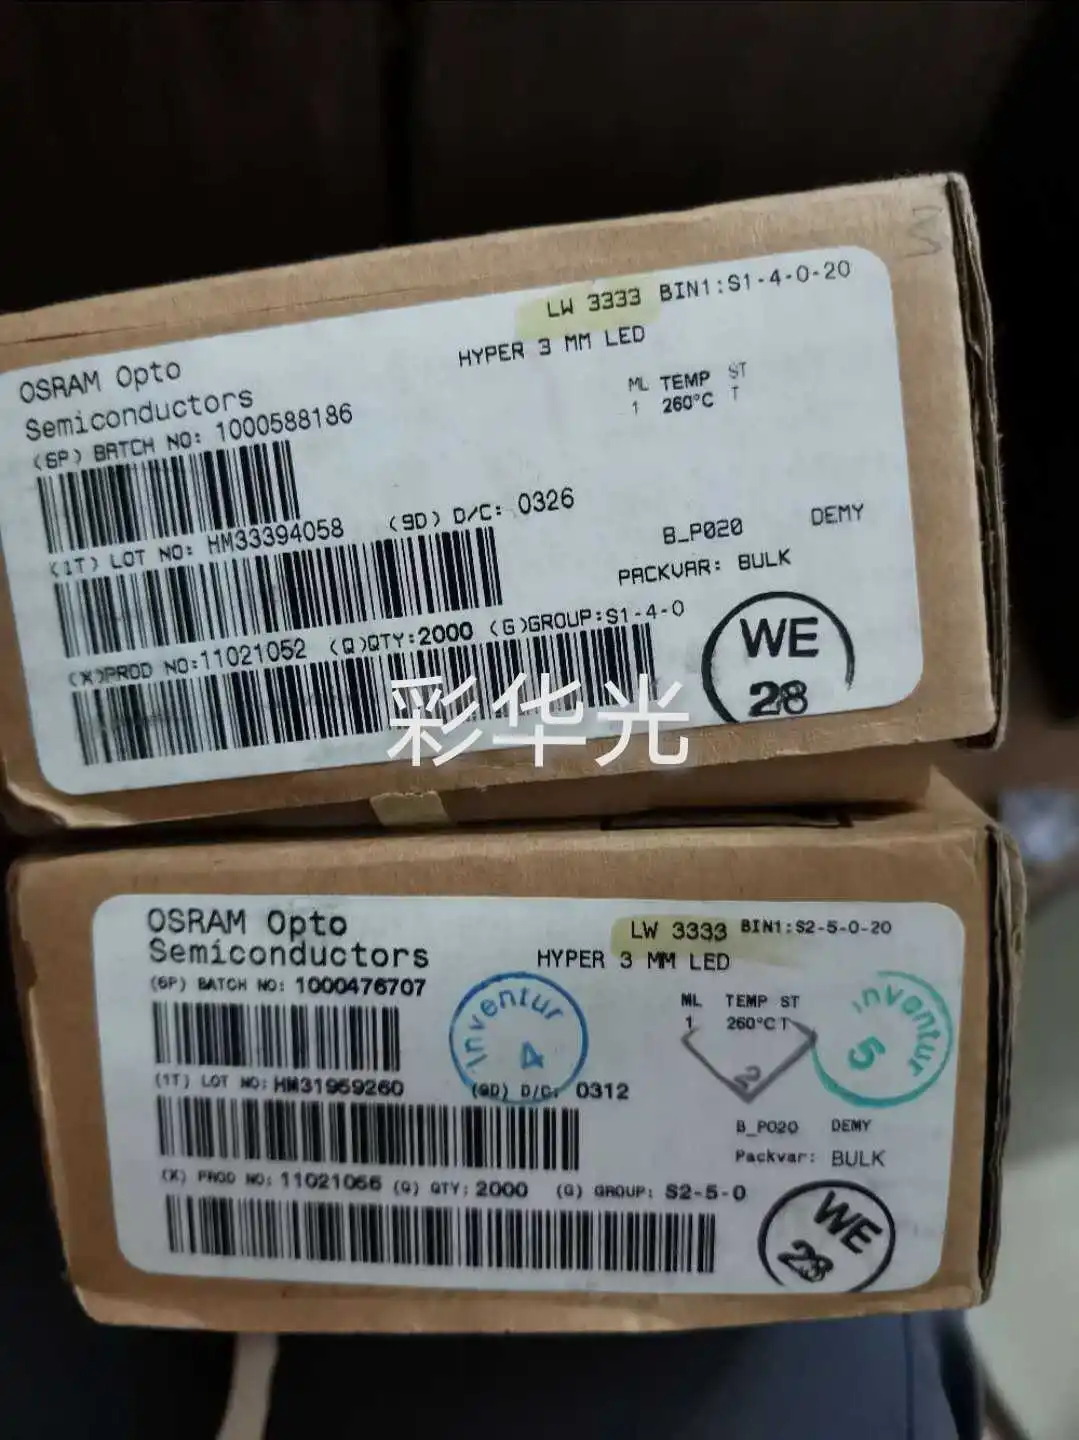 LW 3333 BIN1:S1-4-0-20
HYPER 3 MM LED
OSRAM Opto
Semiconductors
ML TEMP ST
1 260°C T
(6P) BATCH NO: 1000588186
(1T) LOT NO: HM33394058 (9D) D/C: 0326
B_P020 DEMY
PACKVAR: BULK
(X)PROD NO:11021052 (Q)QTY:2000 (G)GROUP:S1-4-0
WE
28
彩华光
OSRAM Opto
Semiconductors
LW 3333 BIN1:S2-5-0-20
HYPER 3 MM LED
(6P) BATCH NO: 1000476707
Inventur
4
ML TEMP ST
1 260°C T
2
Inventur
5
(1T) LOT NO: HM31959260 (9D) D/C: 0312
B_P020 DEMY
Packvar: BULK
(X) PROD NO: 11021056 (Q) QTY: 2000 (G) GROUP: S2-5-0
WE
28